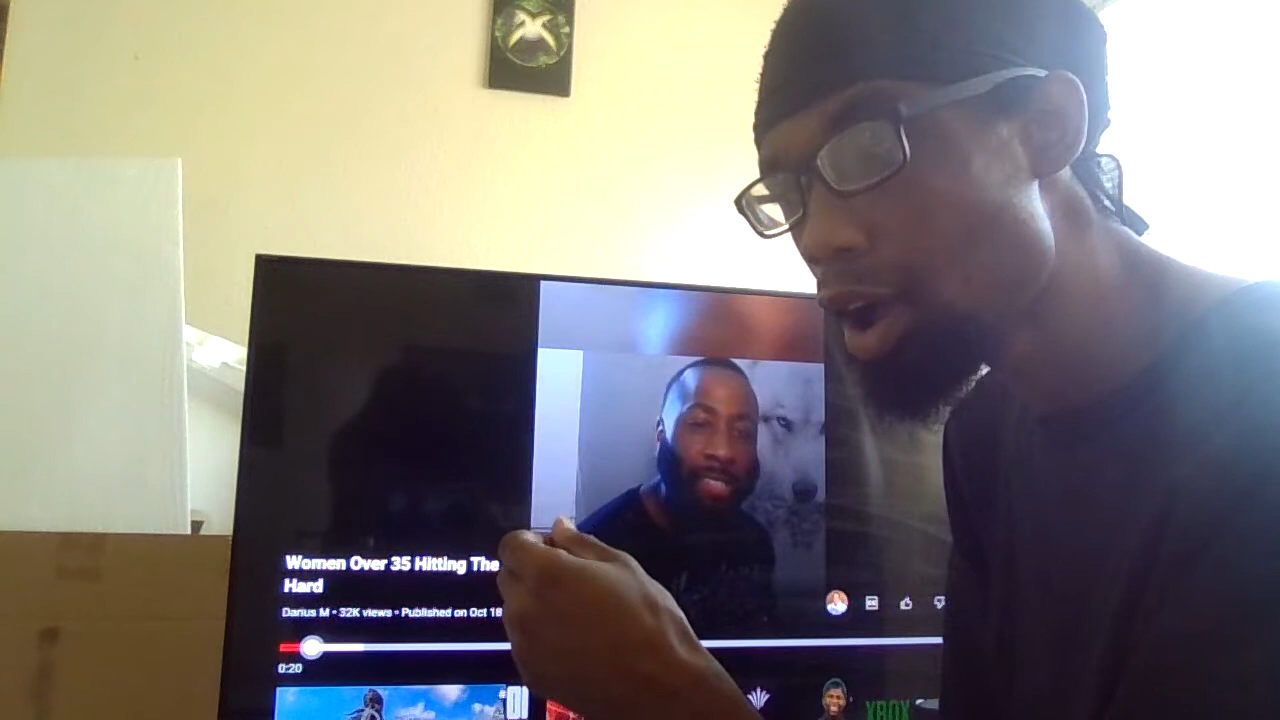 Women Over 35 Hitting The
Hard
Darius M • 32K views • Published on Oct 18
0:20
XBOX